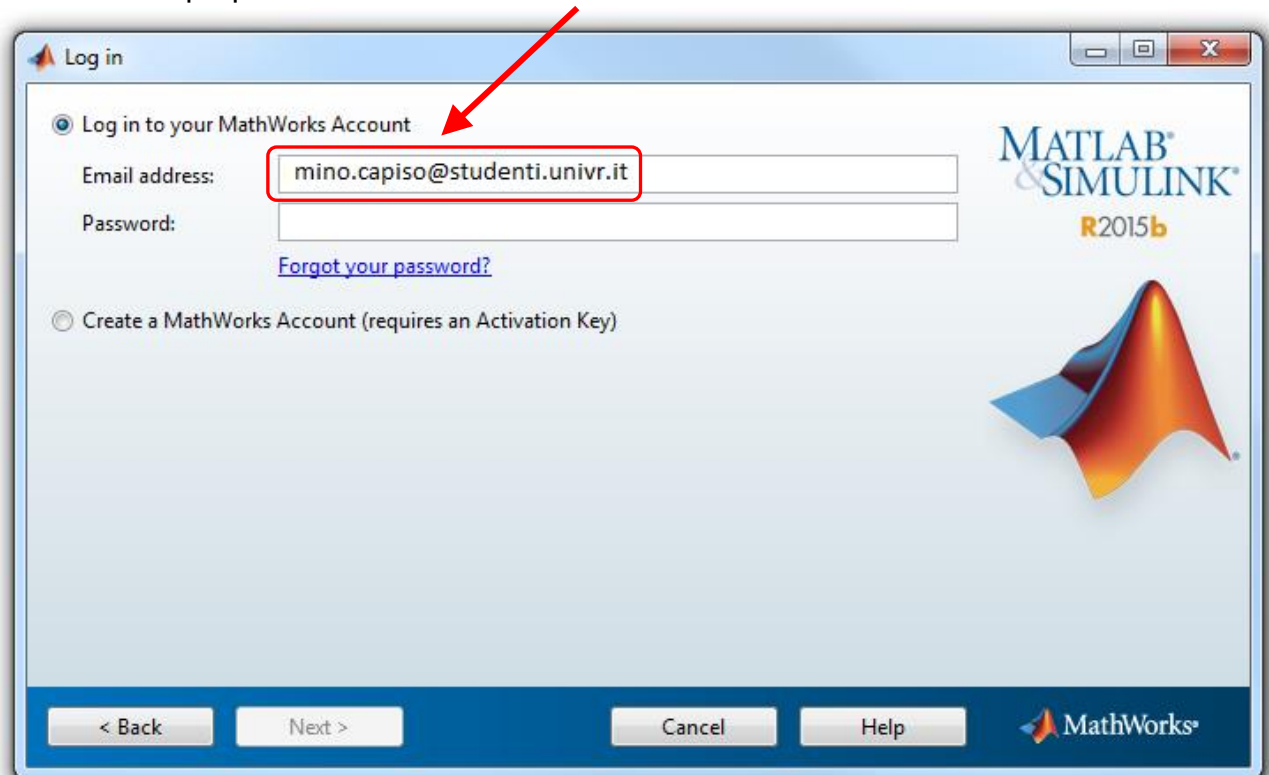 Log in
Log in to your MathWorks Account
Email address: mino.capiso@studenti.univr.it
Password:
Forgot your password?
Create a MathWorks Account (requires an Activation Key)
MATLAB®
&SIMULINK®
R2015b
< Back Next > Cancel Help MathWorks®